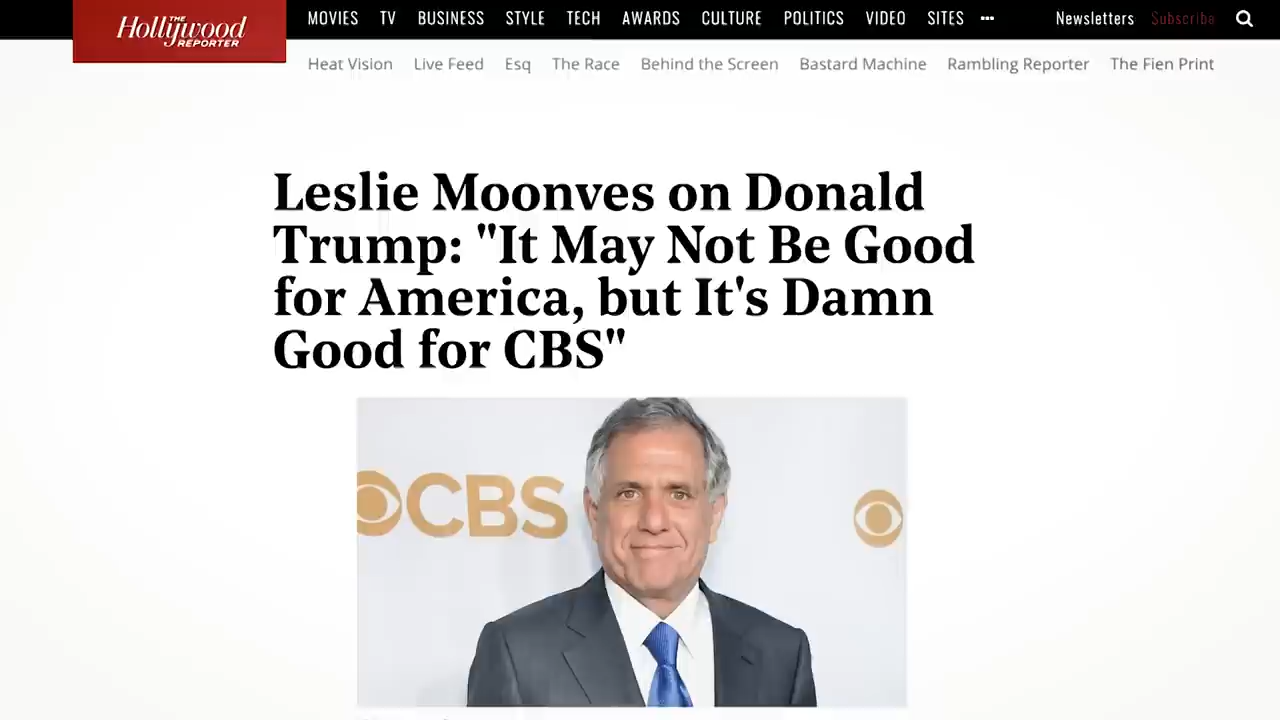 THE
Hollywood
REPORTER
MOVIES TV BUSINESS STYLE TECH AWARDS CULTURE POLITICS VIDEO SITES ••• Newsletters Subscribe
Heat Vision Live Feed Esq The Race Behind the Screen Bastard Machine Rambling Reporter The Fien Print
Leslie Moonves on Donald
Trump: "It May Not Be Good
for America, but It's Damn
Good for CBS"
CBS